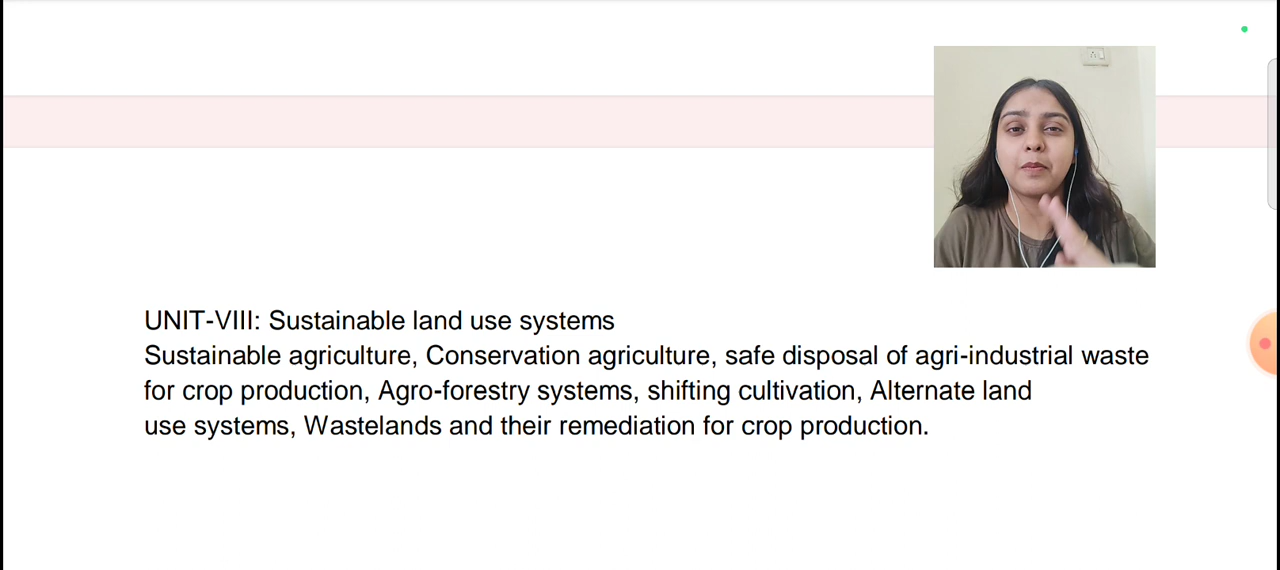 UNIT-VIII: Sustainable land use systems
Sustainable agriculture, Conservation agriculture, safe disposal of agri-industrial waste
for crop production, Agro-forestry systems, shifting cultivation, Alternate land
use systems, Wastelands and their remediation for crop production.